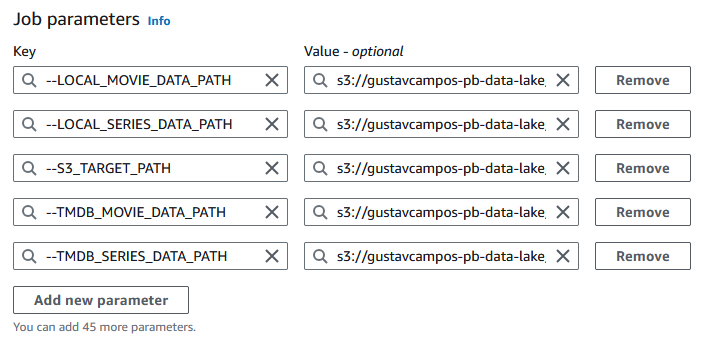 Job parameters Info
Key Value - optional
--LOCAL_MOVIE_DATA_PATH s3://gustavcampos-pb-data-lake, Remove
--LOCAL_SERIES_DATA_PATH s3://gustavcampos-pb-data-lake, Remove
--S3_TARGET_PATH s3://gustavcampos-pb-data-lake, Remove
--TMDB_MOVIE_DATA_PATH s3://gustavcampos-pb-data-lake, Remove
--TMDB_SERIES_DATA_PATH s3://gustavcampos-pb-data-lake, Remove
Add new parameter
You can add 45 more parameters.